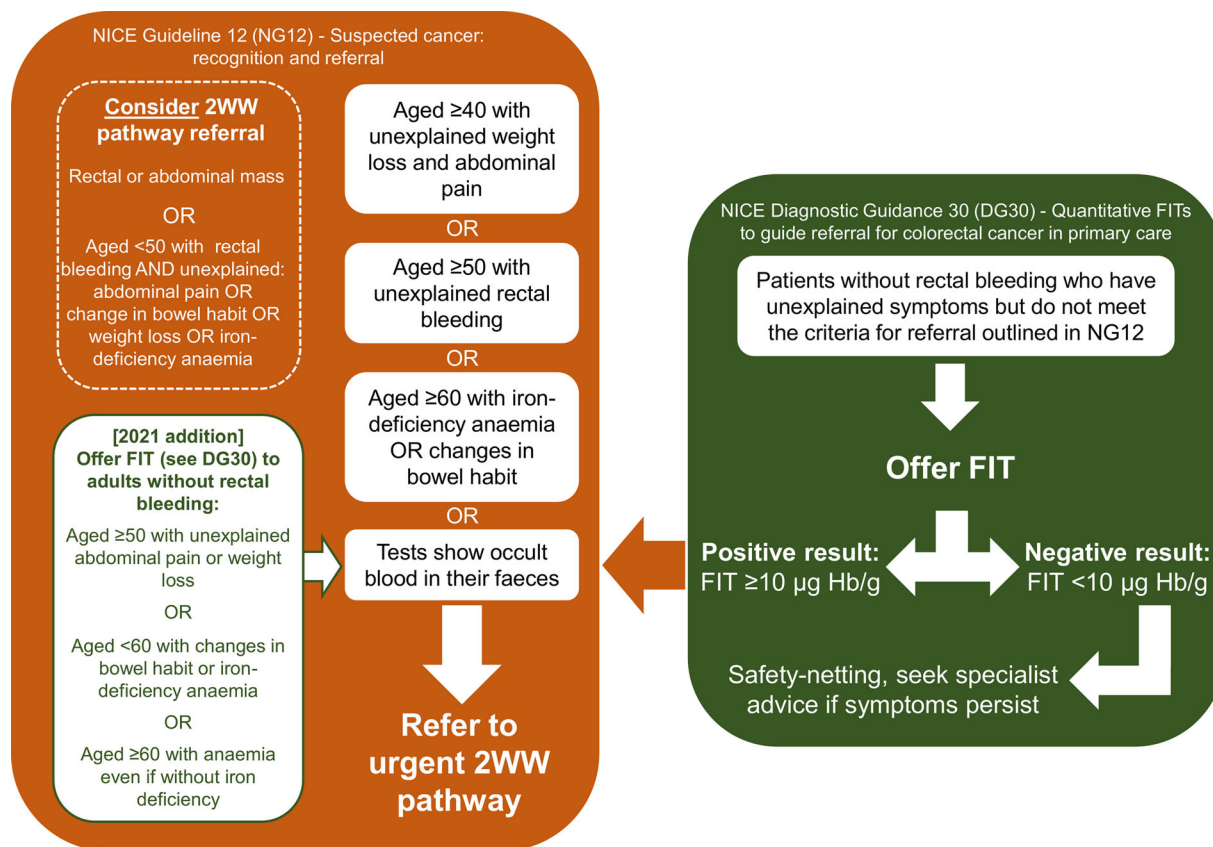 NICE Guideline 12 (NG12) - Suspected cancer:
recognition and referral
Consider 2WW
pathway referral
Rectal or abdominal mass
OR
Aged <50 with rectal
bleeding AND unexplained:
abdominal pain OR
change in bowel habit OR
weight loss OR iron-
deficiency anaemia
[2021 addition]
Offer FIT (see DG30) to
adults without rectal
bleeding:
Aged ≥50 with unexplained
abdominal pain or weight
loss
OR
Aged <60 with changes in
bowel habit or iron-
deficiency anaemia
OR
Aged ≥60 with anaemia
even if without iron
deficiency
Aged ≥40 with
unexplained weight
loss and abdominal
pain
OR
Aged ≥50 with
unexplained rectal
bleeding
OR
Aged ≥60 with iron-
deficiency anaemia
OR changes in
bowel habit
OR
Tests show occult
blood in their faeces
Refer to
urgent 2WW
pathway
NICE Diagnostic Guidance 30 (DG30) - Quantitative FITs
to guide referral for colorectal cancer in primary care
Patients without rectal bleeding who have
unexplained symptoms but do not meet
the criteria for referral outlined in NG12
Offer FIT
Positive result:
FIT ≥10 µg Hb/g
Negative result:
FIT <10 µg Hb/g
Safety-netting, seek specialist
advice if symptoms persist